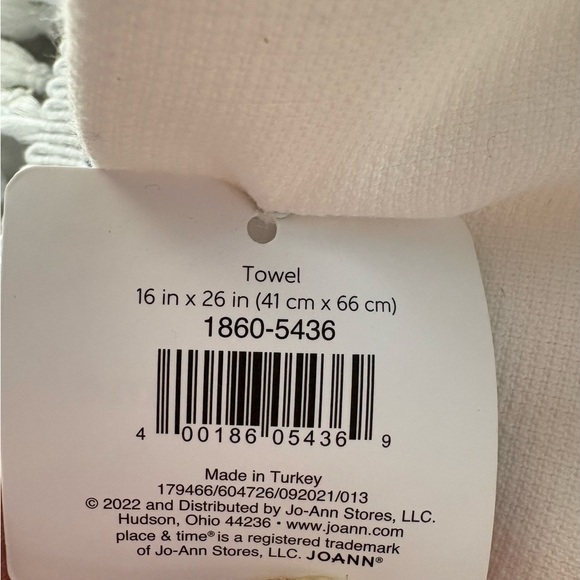 Towel
16 in x 26 in (41 cm x 66 cm)
1860-5436
4 00186 05436 9
Made in Turkey
179466/604726/092021/013
© 2022 and Distributed by Jo-Ann Stores, LLC.
Hudson, Ohio 44236 • www.joann.com
place & time® is a registered trademark
of Jo-Ann Stores, LLC. JOANN®